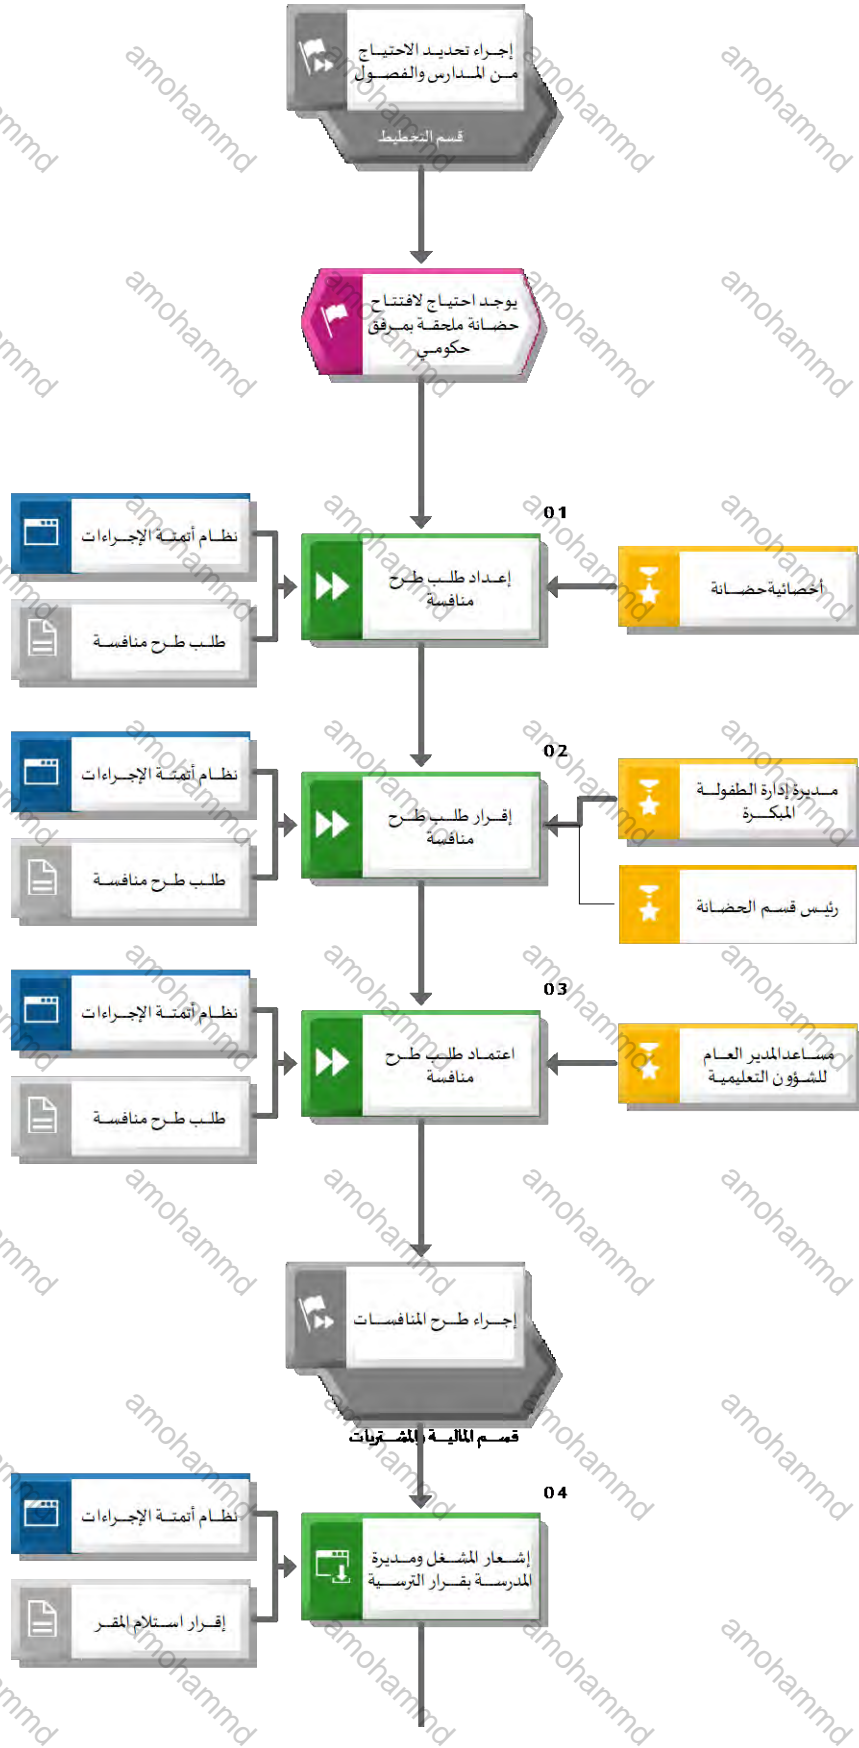 إجراء تحديد الاحتياج
من المدارس والفصول
قسم التخطيط
يوجد احتياج لافتتاح
حضانة ملحقة بمرفق
حكومي
01
إعداد طلب طرح
منافسة
أخصائية حضانة
نظام أتمتة الإجراءات
طلب طرح منافسة
02
إقرار طلب طرح
منافسة
مديرة إدارة الطفولة
المبكرة
رئيس قسم الحضانة
نظام أتمتة الإجراءات
طلب طرح منافسة
03
اعتماد طلب طرح
منافسة
مساعد المدير العام
للشؤون التعليمية
نظام أتمتة الإجراءات
طلب طرح منافسة
إجراء طرح المنافسات
قسم المالية والمشتريات
04
إشعار المشغل ومديرة
المدرسة بقرار الترسية
نظام أتمتة الإجراءات
إقرار استلام المقر
amohammd